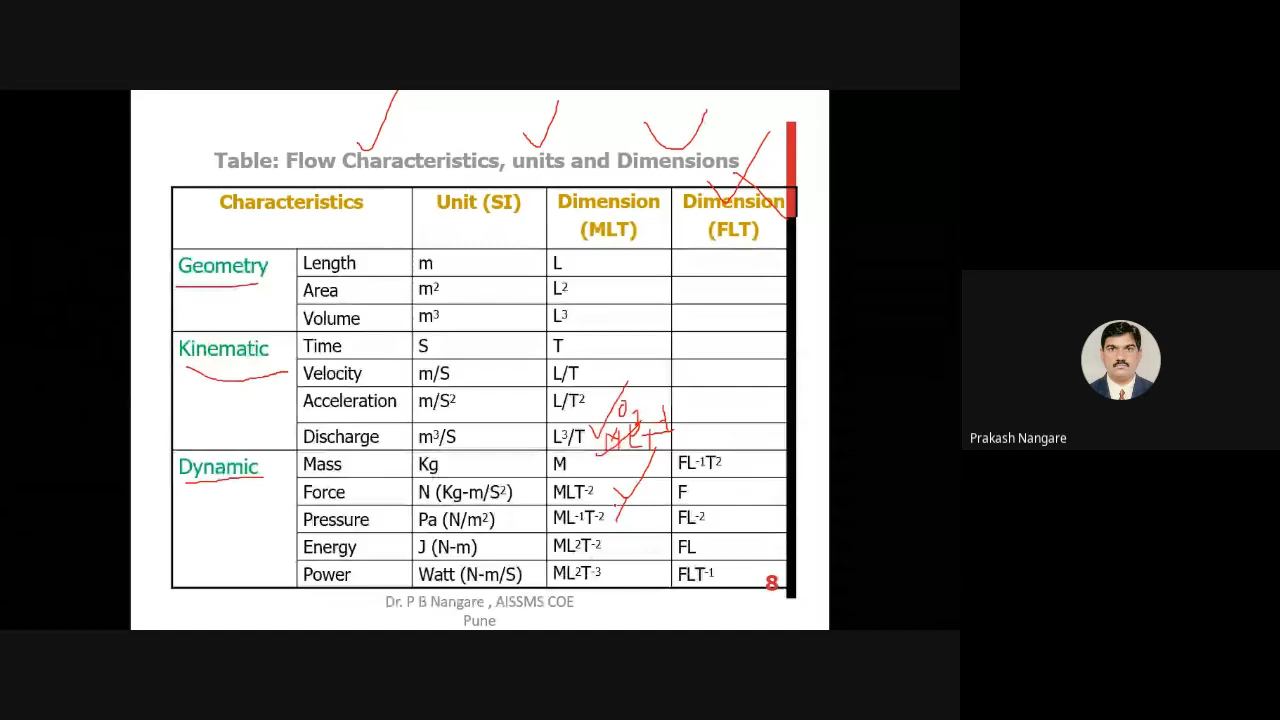 Table: Flow Characteristics, units and Dimensions
Characteristics Unit (SI) Dimension (MLT) Dimension (FLT)
Geometry Length m L
Area m² L²
Volume m³ L³
Kinematic Time S T
Velocity m/S L/T
Acceleration m/S² L/T²
Discharge m³/S L³/T
Dynamic Mass Kg M FL⁻¹T²
Force N (Kg-m/S²) MLT⁻² F
Pressure Pa (N/m²) ML⁻¹T⁻² FL⁻²
Energy J (N-m) ML²T⁻² FL
Power Watt (N-m/S) ML²T⁻³ FLT⁻¹
8
Dr. P B Nangare , AISSMS COE
Pune
Prakash Nangare